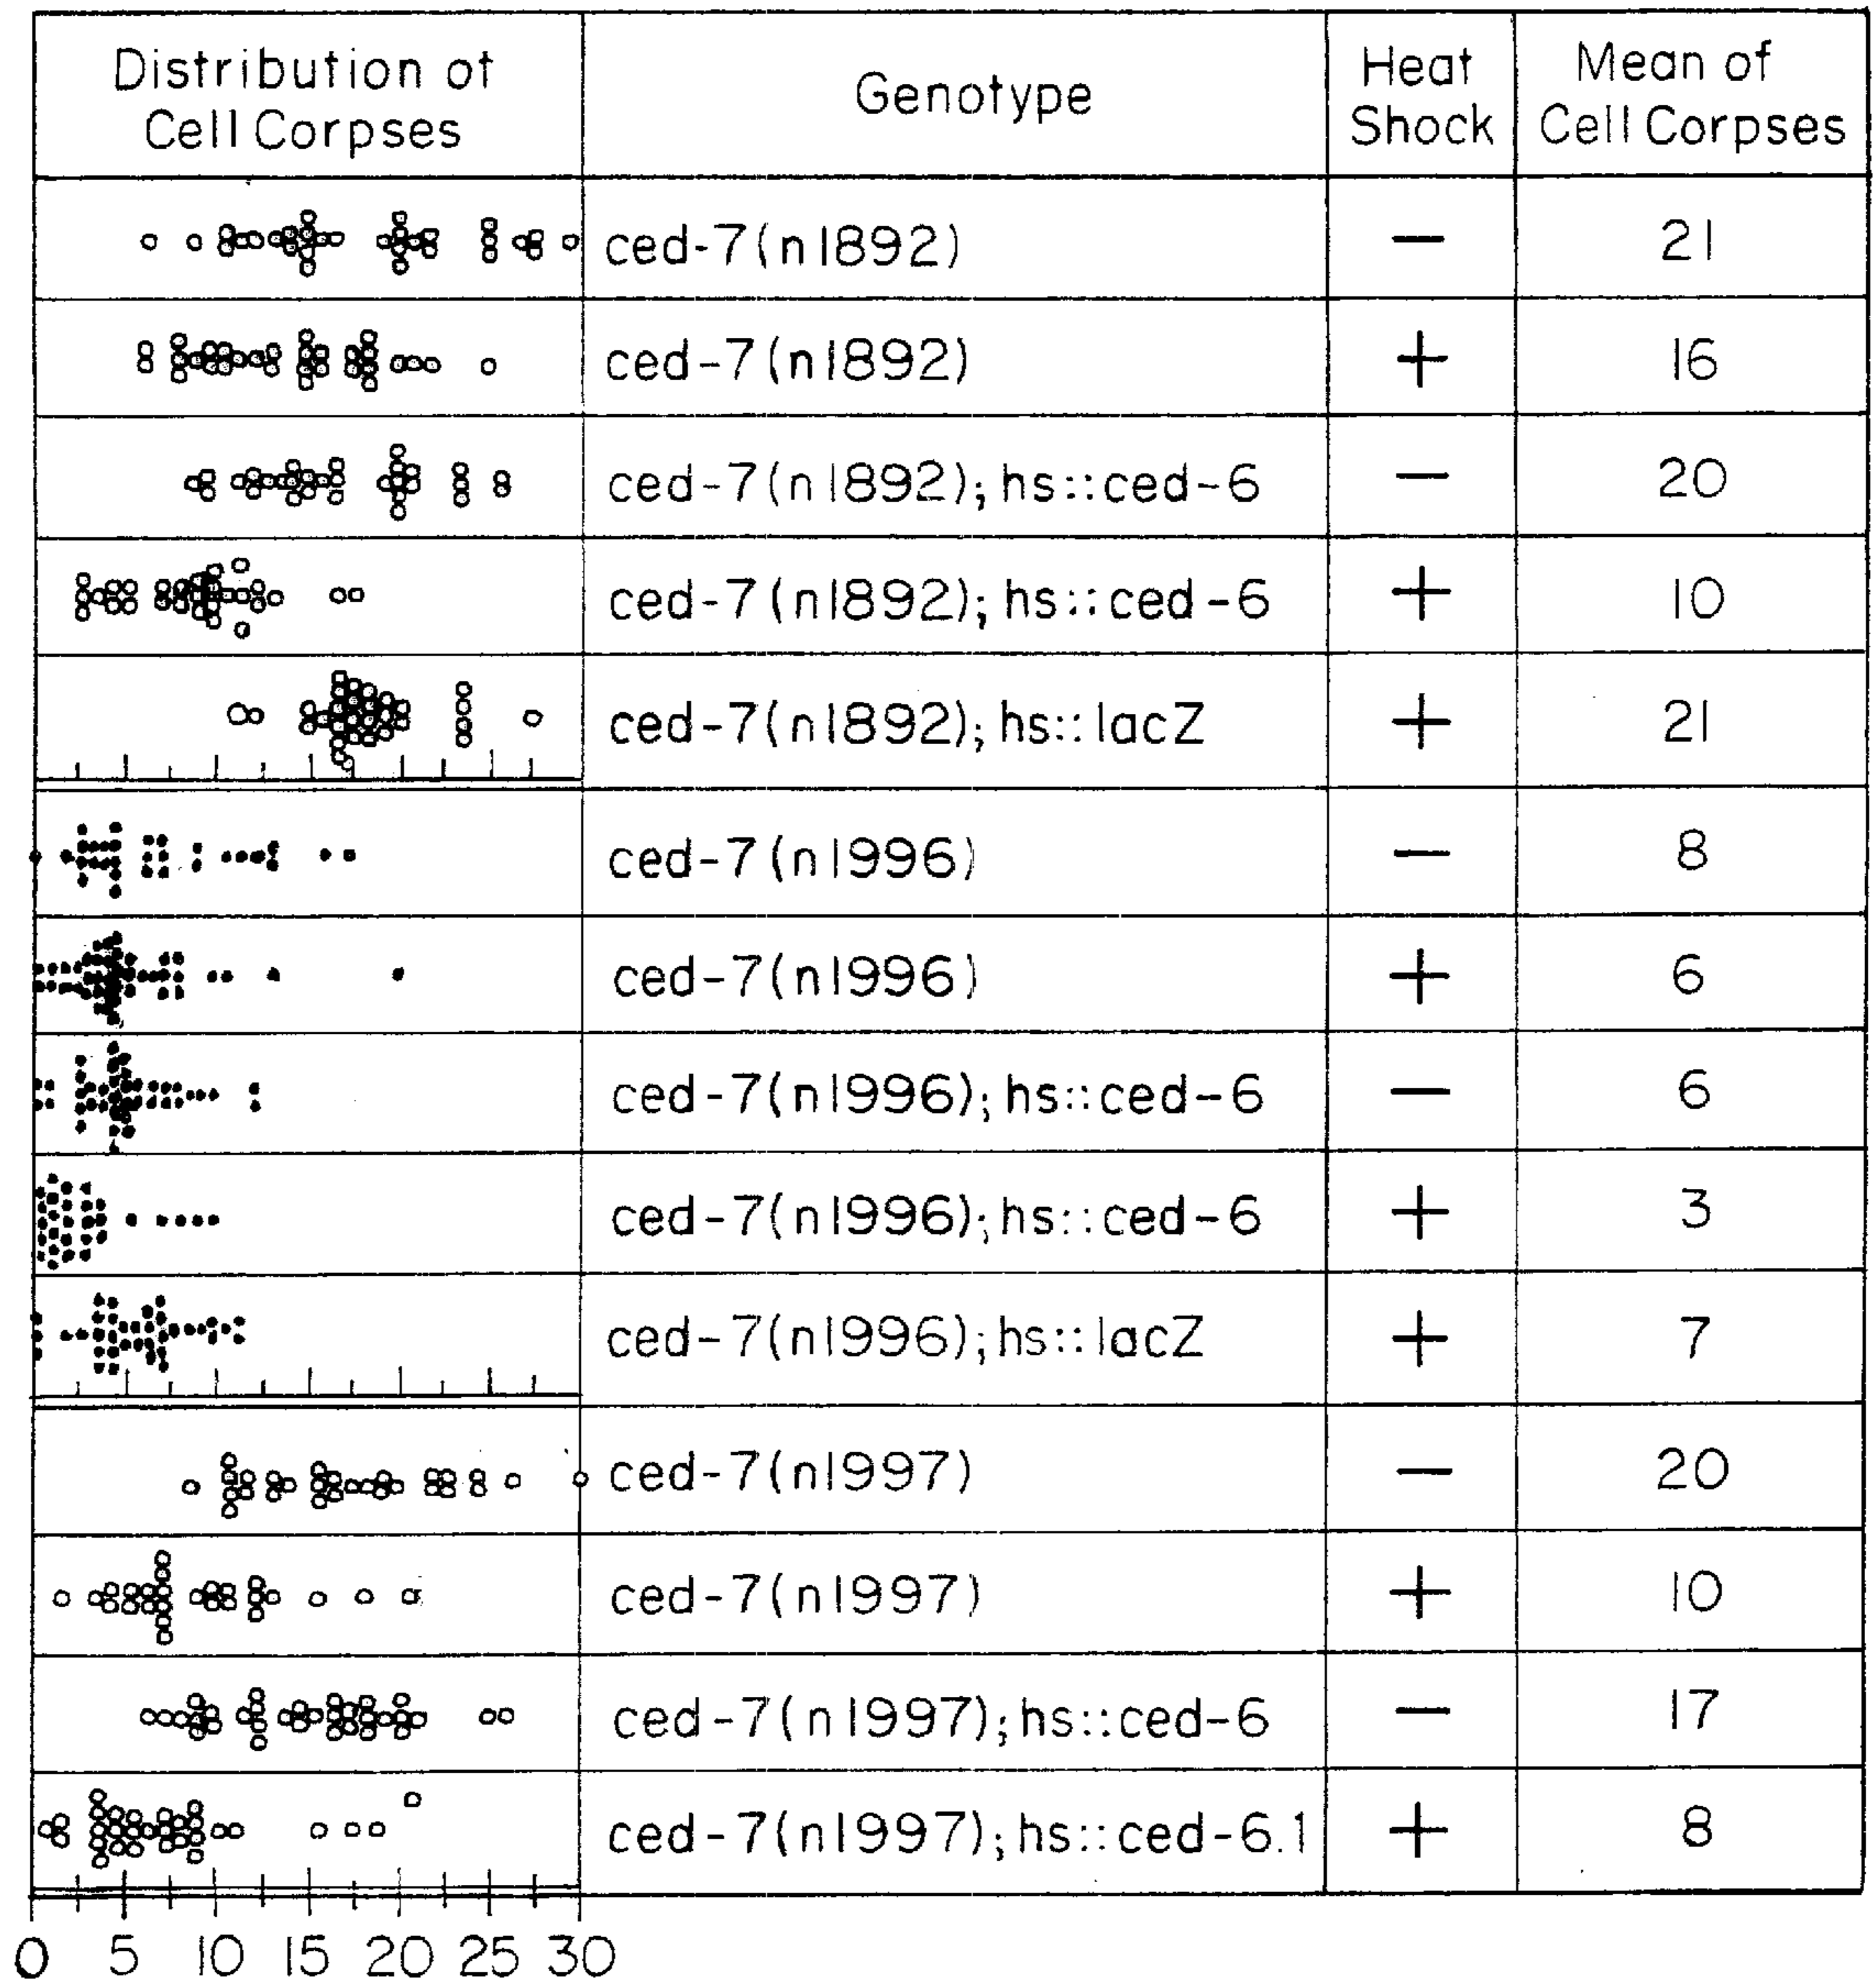 Distribution of
Cell Corpses
Genotype
Heat
Shock
Mean of
Cell Corpses
ced-7(n1892) − 21
ced-7(n1892) + 16
ced-7(n1892); hs::ced-6 − 20
ced-7(n1892); hs::ced-6 + 10
ced-7(n1892); hs::lacZ + 21
ced-7(n1996) − 8
ced-7(n1996) + 6
ced-7(n1996); hs::ced-6 − 6
ced-7(n1996); hs::ced-6 + 3
ced-7(n1996); hs::lacZ + 7
ced-7(n1997) − 20
ced-7(n1997) + 10
ced-7(n1997); hs::ced-6 − 17
ced-7(n1997); hs::ced-6.1 + 8
0 5 10 15 20 25 30